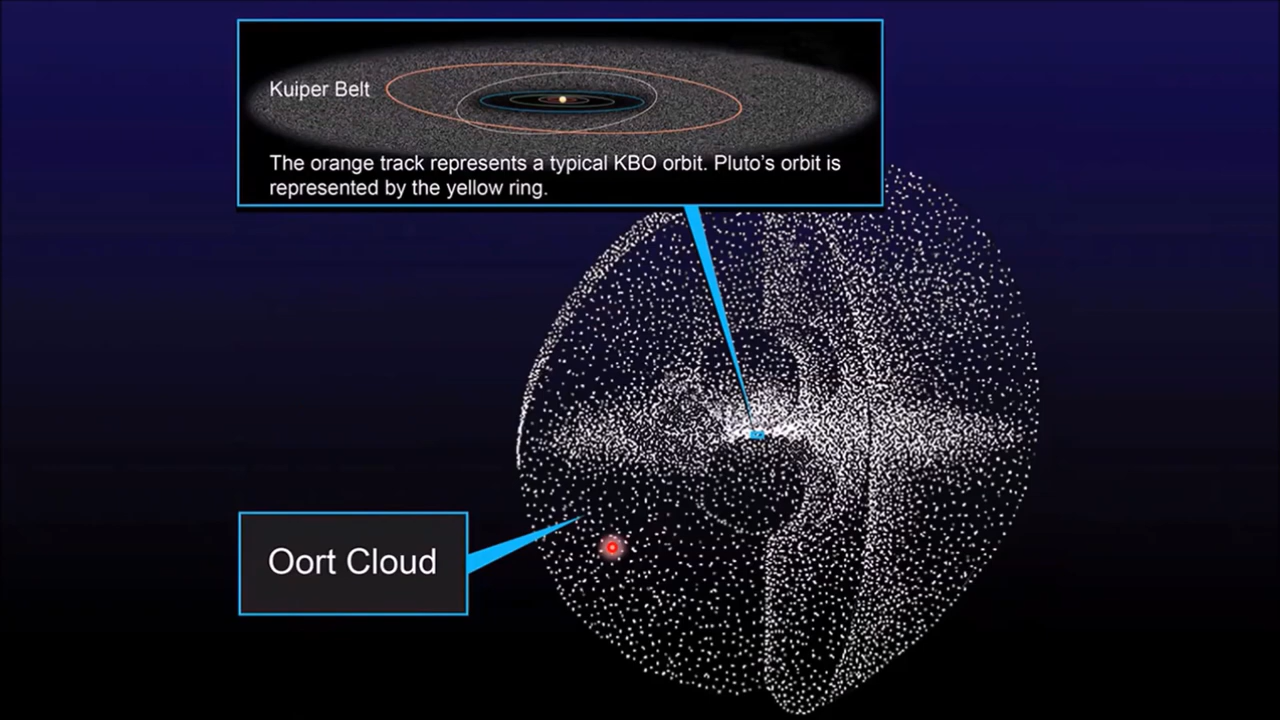 Kuiper Belt
The orange track represents a typical KBO orbit. Pluto's orbit is
represented by the yellow ring.
Oort Cloud